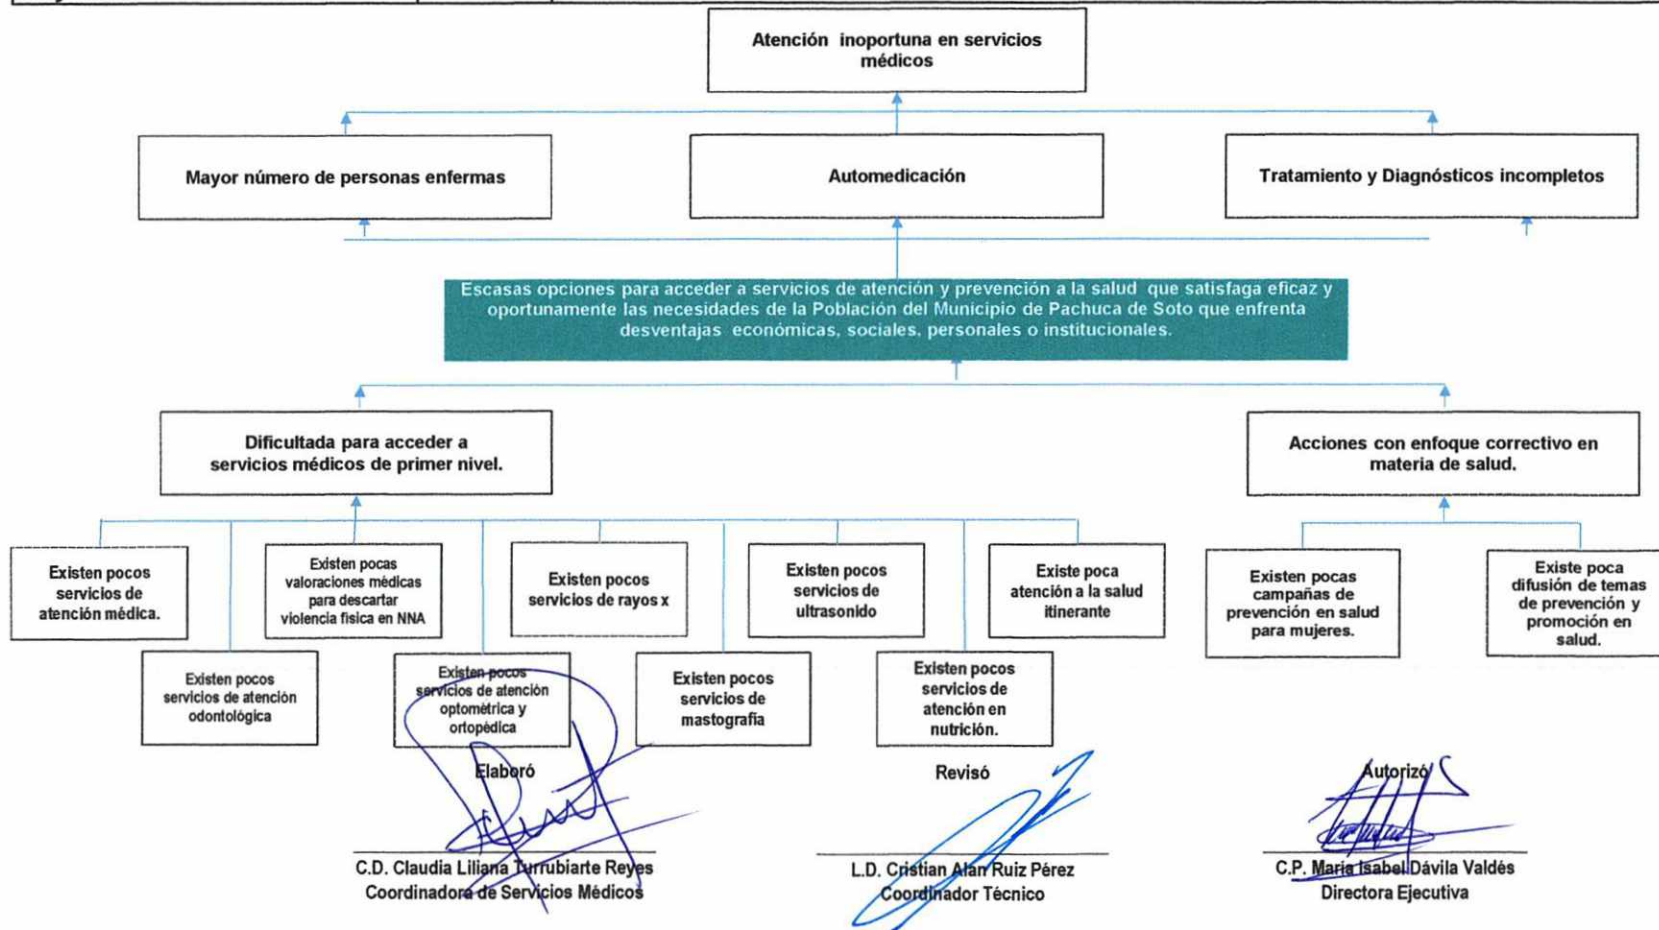 Atención inoportuna en servicios
médicos
Mayor número de personas enfermas
Automedicación
Tratamiento y Diagnósticos incompletos
Escasas opciones para acceder a servicios de atención y prevención a la salud que satisfaga eficaz y
oportunamente las necesidades de la Población del Municipio de Pachuca de Soto que enfrenta
desventajas económicas, sociales, personales o institucionales.
Dificultada para acceder a
servicios médicos de primer nivel.
Acciones con enfoque correctivo en
materia de salud.
Existen pocos
servicios de
atención médica.
Existen pocas
valoraciones médicas
para descartar
violencia física en NNA
Existen pocos
servicios de rayos x
Existen pocos
servicios de
ultrasonido
Existe poca
atención a la salud
itinerante
Existen pocas
campañas de
prevención en salud
para mujeres.
Existe poca
difusión de temas
de prevención y
promoción en
salud.
Existen pocos
servicios de atención
odontológica
Existen pocos
servicios de atención
optométrica y
ortopédica
Existen pocos
servicios de
mastografía
Existen pocos
servicios de
atención en
nutrición.
Elaboró
Revisó
Autorizó
C.D. Claudia Liliana Turrubiarte Reyes
Coordinadora de Servicios Médicos
L.D. Cristian Alan Ruiz Pérez
Coordinador Técnico
C.P. María Isabel Dávila Valdés
Directora Ejecutiva